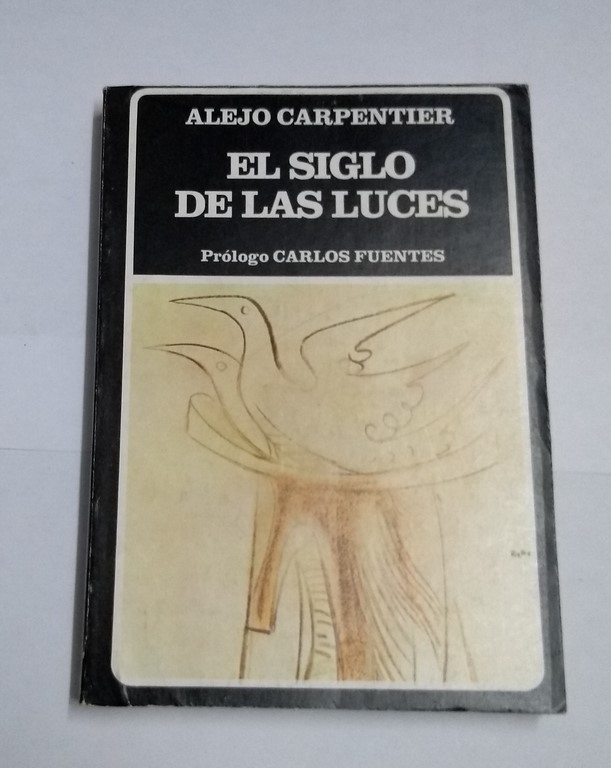 ALEJO CARPENTIER
EL SIGLO
DE LAS LUCES
Prólogo CARLOS FUENTES